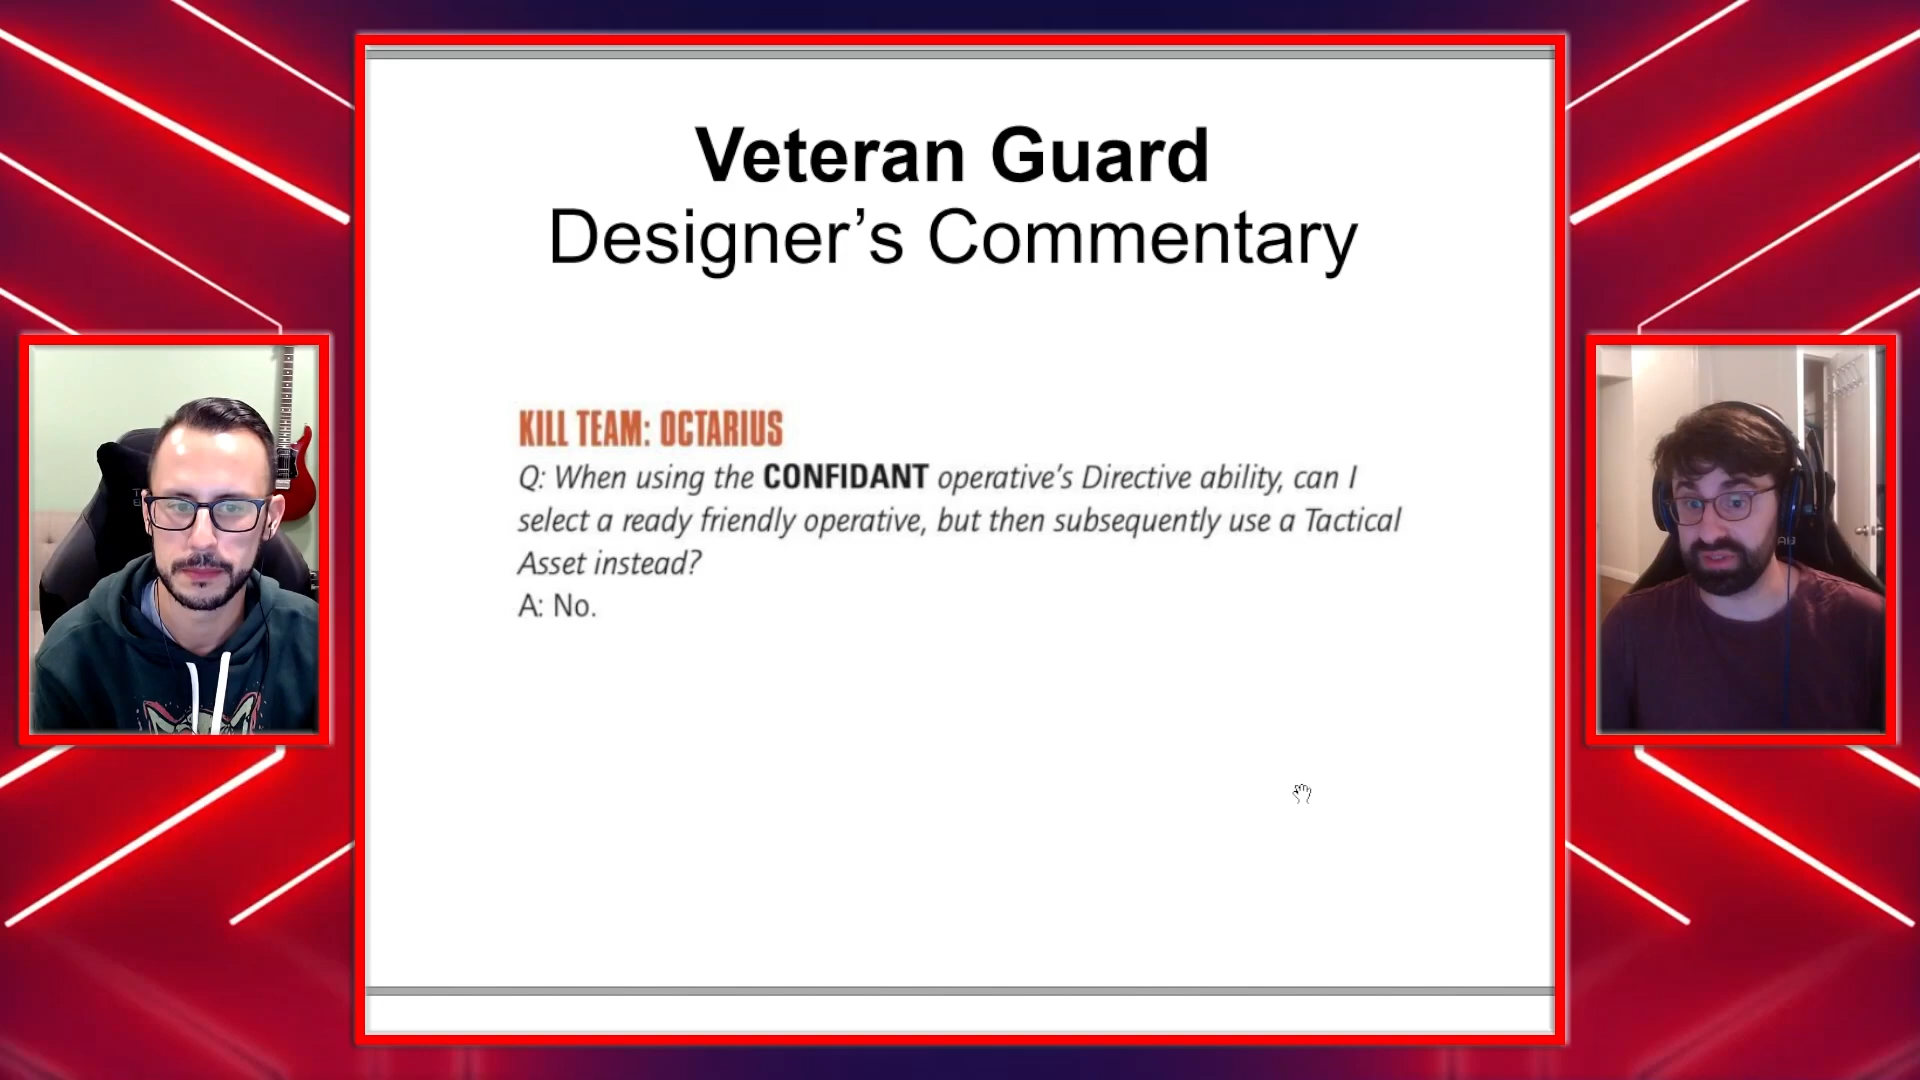 Veteran Guard
Designer’s Commentary
KILL TEAM: OCTARIUS
Q: When using the CONFIDANT operative’s Directive ability, can I
select a ready friendly operative, but then subsequently use a Tactical
Asset instead?
A: No.